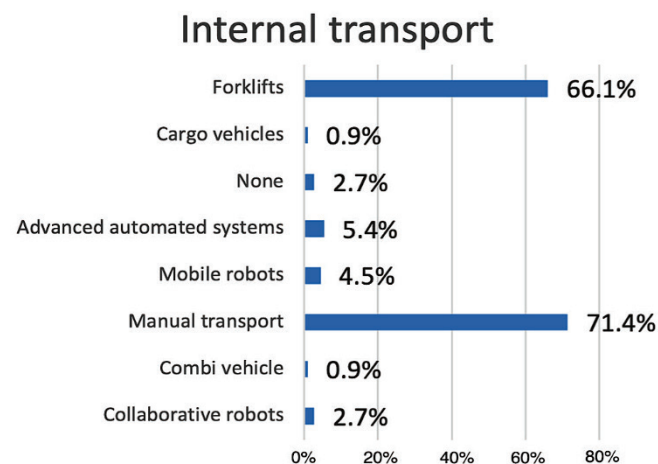 Internal transport
Forklifts 66.1%
Cargo vehicles 0.9%
None 2.7%
Advanced automated systems 5.4%
Mobile robots 4.5%
Manual transport 71.4%
Combi vehicle 0.9%
Collaborative robots 2.7%
0% 20% 40% 60% 80%